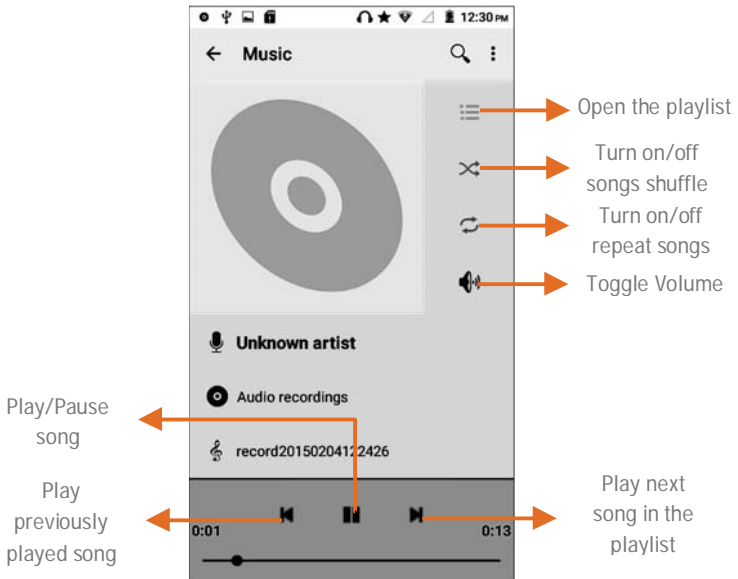 12:30 PM
Music
Open the playlist
Turn on/off
songs shuffle
Turn on/off
repeat songs
Toggle Volume
Unknown artist
Audio recordings
record20150204122426
Play/Pause
song
Play
previously
played song
0:01
0:13
Play next
song in the
playlist